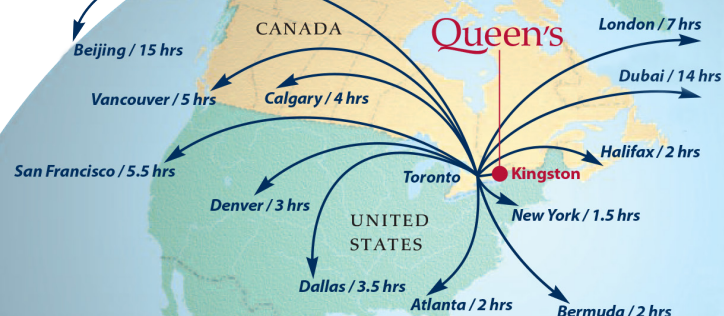 CANADA
Queen's
London / 7 hrs
Beijing / 15 hrs
Dubai / 14 hrs
Vancouver / 5 hrs
Calgary / 4 hrs
Halifax / 2 hrs
San Francisco / 5.5 hrs
Toronto
Kingston
Denver / 3 hrs
New York / 1.5 hrs
UNITED
STATES
Dallas / 3.5 hrs
Atlanta / 2 hrs
Bermuda / 2 hrs